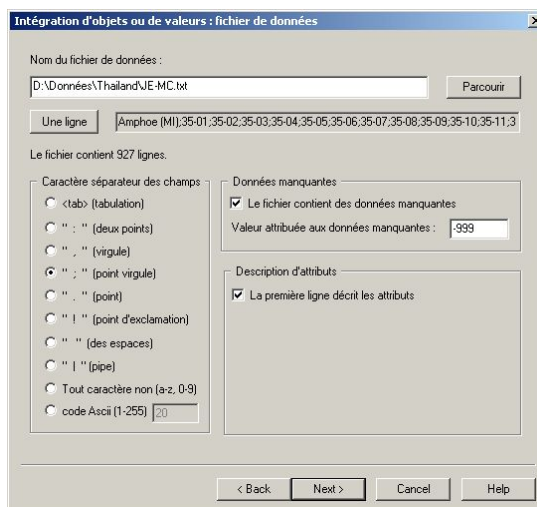 Intégration d'objets ou de valeurs : fichier de données
Nom du fichier de données :
D:\Données\Thailand\JE-MC.txt
Parcourir
Une ligne
Amphoe (MI);35-01;35-02;35-03;35-04;35-05;35-06;35-07;35-08;35-09;35-10;35-11;3
Le fichier contient 927 lignes.
Caractère séparateur des champs
<tab> (tabulation)
" : " (deux points)
" , " (virgule)
" ; " (point virgule)
" . " (point)
" ! " (point d'exclamation)
" " (des espaces)
" | " (pipe)
Tout caractère non (a-z, 0-9)
code Ascii (1-255) 20
Données manquantes
Le fichier contient des données manquantes
Valeur attribuée aux données manquantes : -999
Description d'attributs
La première ligne décrit les attributs
< Back
Next >
Cancel
Help